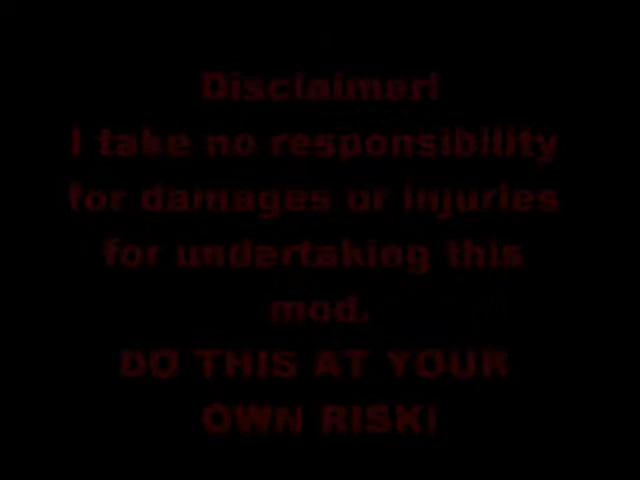 Disclaimer!
I take no responsibility
for damages or injuries
for undertaking this
mod.
DO THIS AT YOUR
OWN RISK!